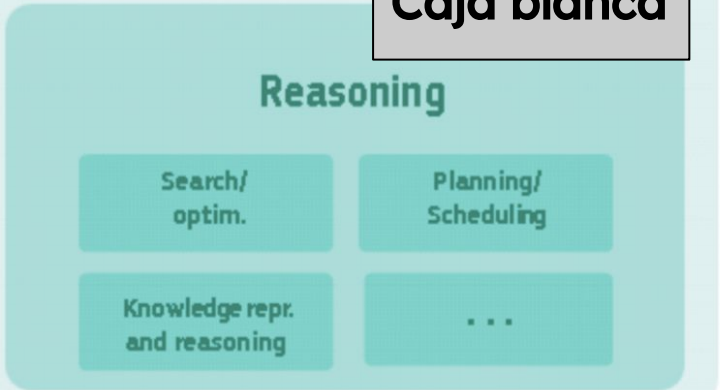 Caja blanca
Reasoning
Search/
optim.
Planning/
Scheduling
Knowledge repr.
and reasoning
...